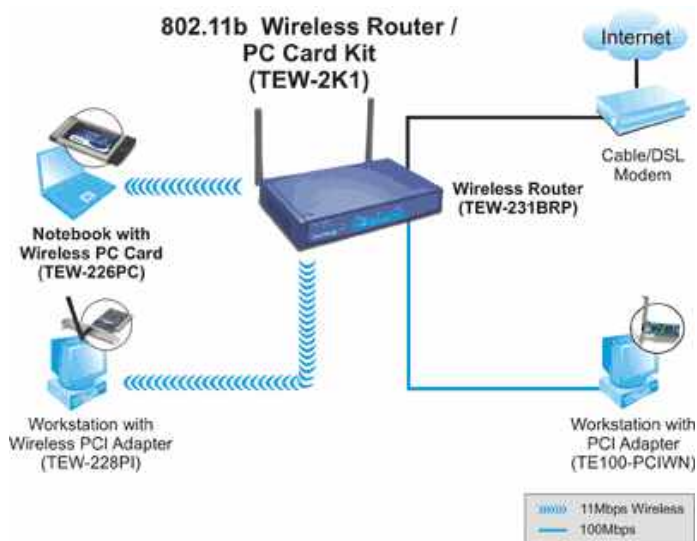 802.11b Wireless Router /
PC Card Kit
(TEW-2K1)
Internet
Cable/DSL
Modem
Wireless Router
(TEW-231BRP)
Notebook with
Wireless PC Card
(TEW-226PC)
Workstation with
Wireless PCI Adapter
(TEW-228PI)
Workstation with
PCI Adapter
(TE100-PCIWN)
11Mbps Wireless
100Mbps